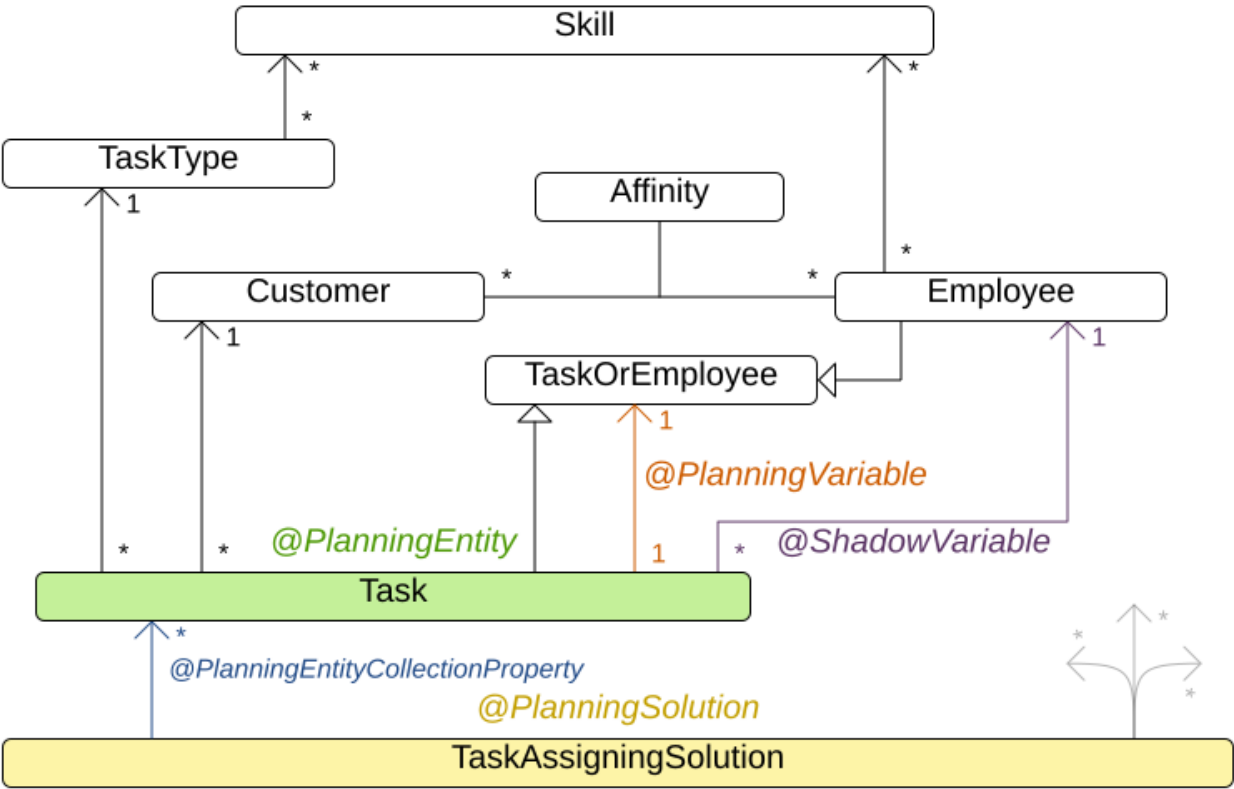 Skill
*
*
*
TaskType
1
Affinity
*
*
*
Customer
Employee
1
1
TaskOrEmployee
1
@PlanningVariable
@PlanningEntity
@ShadowVariable
*
*
1
*
Task
*
@PlanningEntityCollectionProperty
*
*
*
@PlanningSolution
TaskAssigningSolution